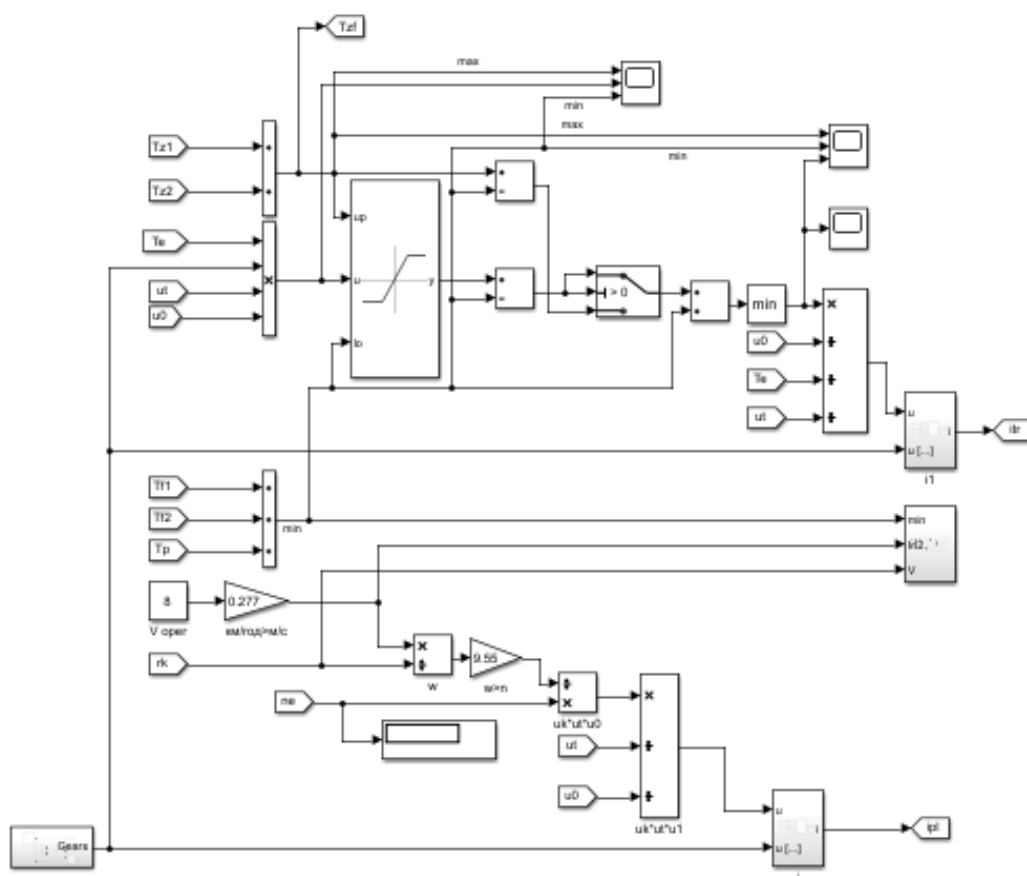 Tzf
max
min
max
min
Tz1
Tz2
Te
ut
u0
up
u
y
lo
> 0
min
u0
Te
ut
u
i
u [...]
i1
itr
Tf1
Tf2
Tp
min
min
V
8
0.277
V oper
км/год>м/с
rk
w
9.55
w>n
ne
uk*ut*u0
ut
u0
uk*ut*u1
Gears
u
i
u [...]
ipl